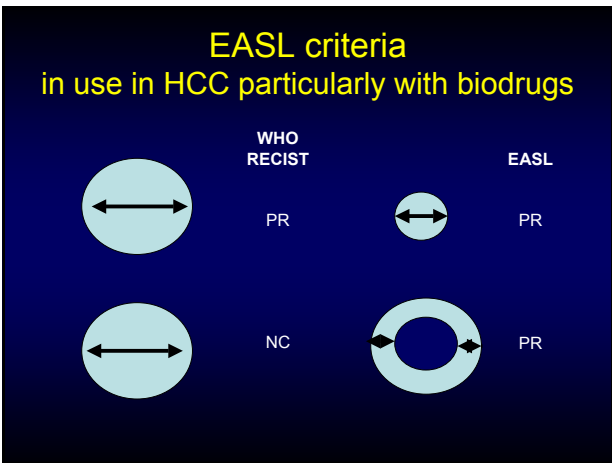 EASL criteria
in use in HCC particularly with biodrugs
WHO
RECIST
EASL
PR
PR
NC
PR